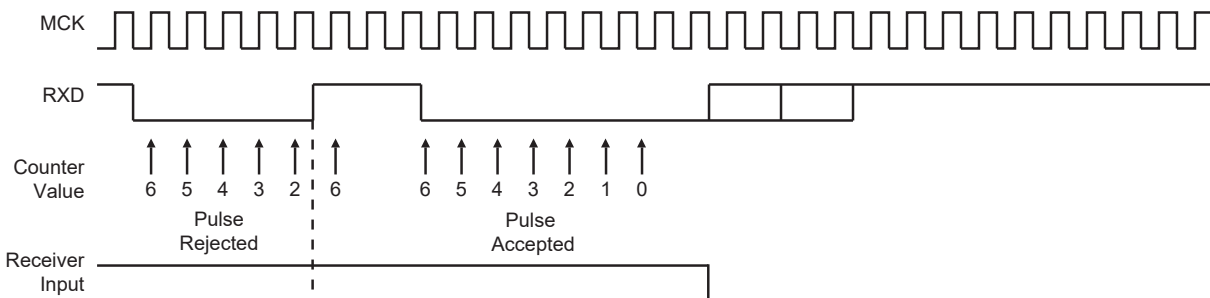 MCK
RXD
Counter
Value
6 5 4 3 2 6 6 5 4 3 2 1 0
Pulse
Rejected
Pulse
Accepted
Receiver
Input